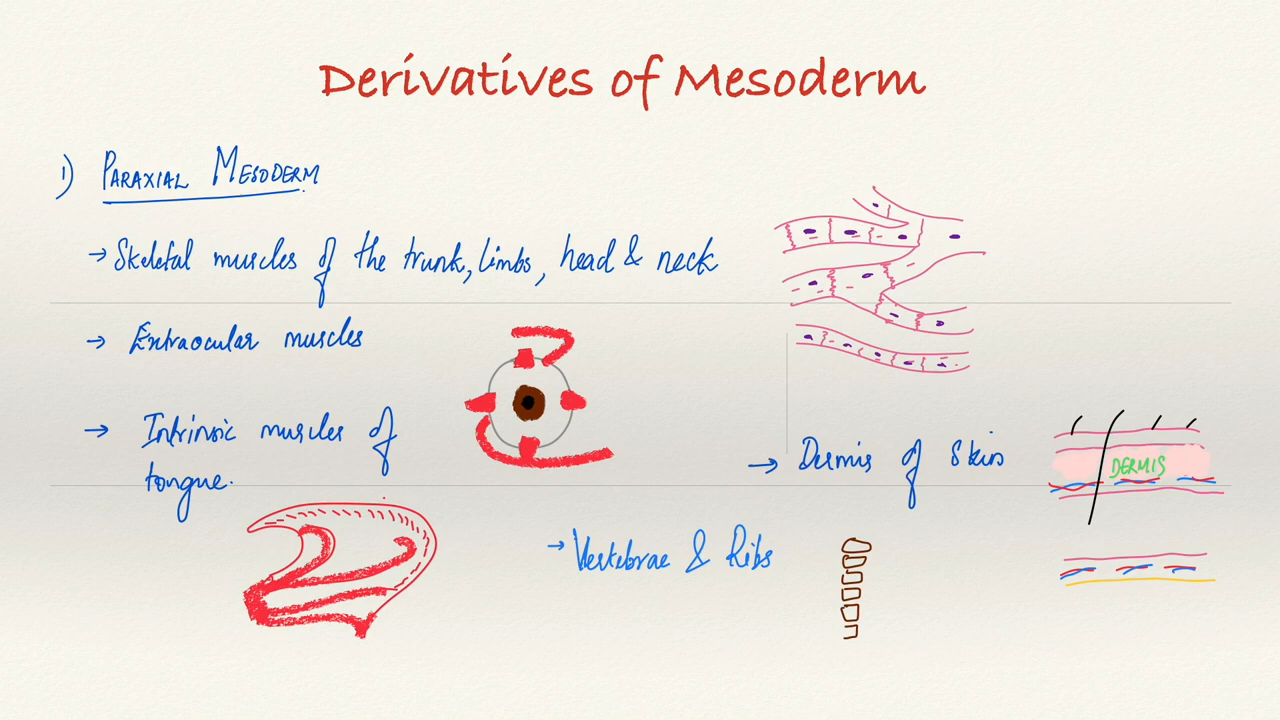 Derivatives of Mesoderm
1) PARAXIAL MESODERM
→ Skeletal muscles of the trunk, limbs, head & neck
→ Extraocular muscles
→ Intrinsic muscles of
tongue.
→ Dermis of Skin
DERMIS
→ Vertebrae & Ribs